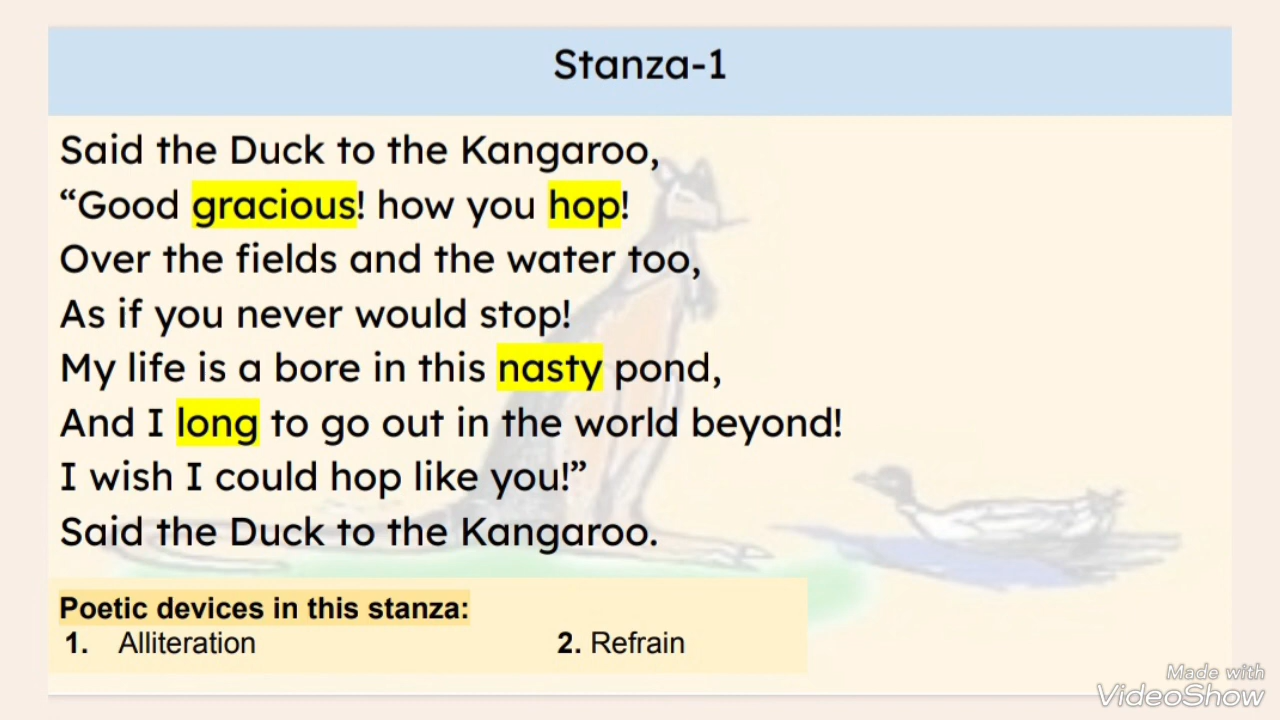 Stanza-1
Said the Duck to the Kangaroo,
“Good gracious! how you hop!
Over the fields and the water too,
As if you never would stop!
My life is a bore in this nasty pond,
And I long to go out in the world beyond!
I wish I could hop like you!”
Said the Duck to the Kangaroo.
Poetic devices in this stanza:
1. Alliteration 2. Refrain
Made with
VideoShow